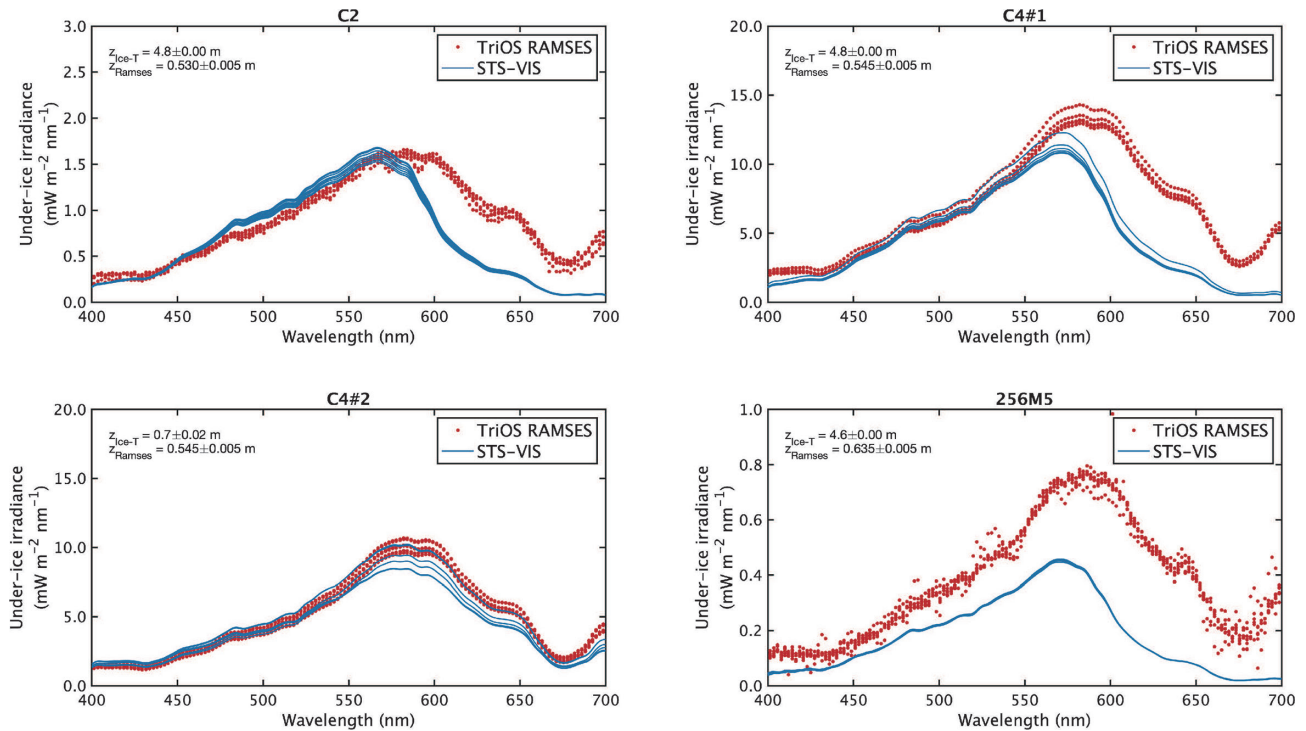 C2
3.0
2.5
2.0
1.5
1.0
0.5
0.0
z_Ice-T = 4.8±0.00 m
z_Ramses = 0.530±0.005 m
TriOS RAMSES
STS-VIS
Under-ice irradiance
(mW m⁻² nm⁻¹)
400 450 500 550 600 650 700
Wavelength (nm)
C4#1
20.0
15.0
10.0
5.0
0.0
z_Ice-T = 4.8±0.00 m
z_Ramses = 0.545±0.005 m
TriOS RAMSES
STS-VIS
Under-ice irradiance
(mW m⁻² nm⁻¹)
400 450 500 550 600 650 700
Wavelength (nm)
C4#2
20.0
15.0
10.0
5.0
0.0
z_Ice-T = 0.7±0.02 m
z_Ramses = 0.545±0.005 m
TriOS RAMSES
STS-VIS
Under-ice irradiance
(mW m⁻² nm⁻¹)
400 450 500 550 600 650 700
Wavelength (nm)
256M5
1.0
0.8
0.6
0.4
0.2
0.0
z_Ice-T = 4.6±0.00 m
z_Ramses = 0.635±0.005 m
TriOS RAMSES
STS-VIS
Under-ice irradiance
(mW m⁻² nm⁻¹)
400 450 500 550 600 650 700
Wavelength (nm)